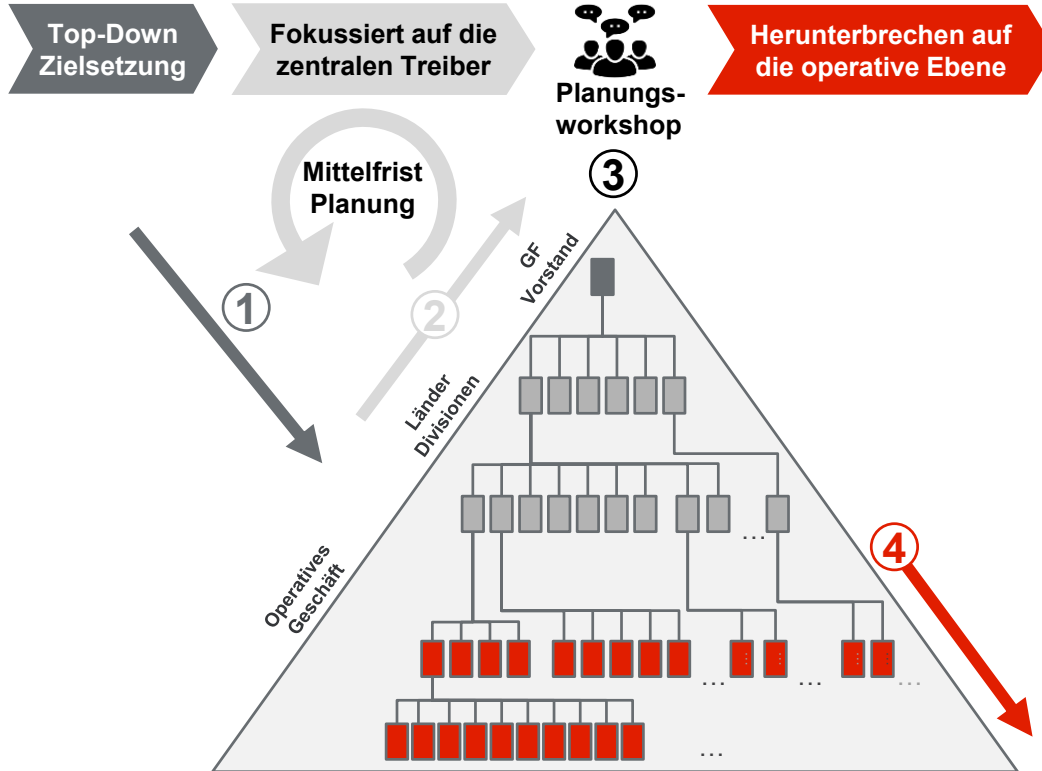 Top-Down
Zielsetzung
Fokussiert auf die
zentralen Treiber
Planungs-
workshop
Herunterbrechen auf
die operative Ebene
Mittelfrist
Planung
1
2
3
4
GF
Vorstand
Länder
Divisionen
Operatives
Geschäft
...
...
...
...
...
...
...
...
...
...